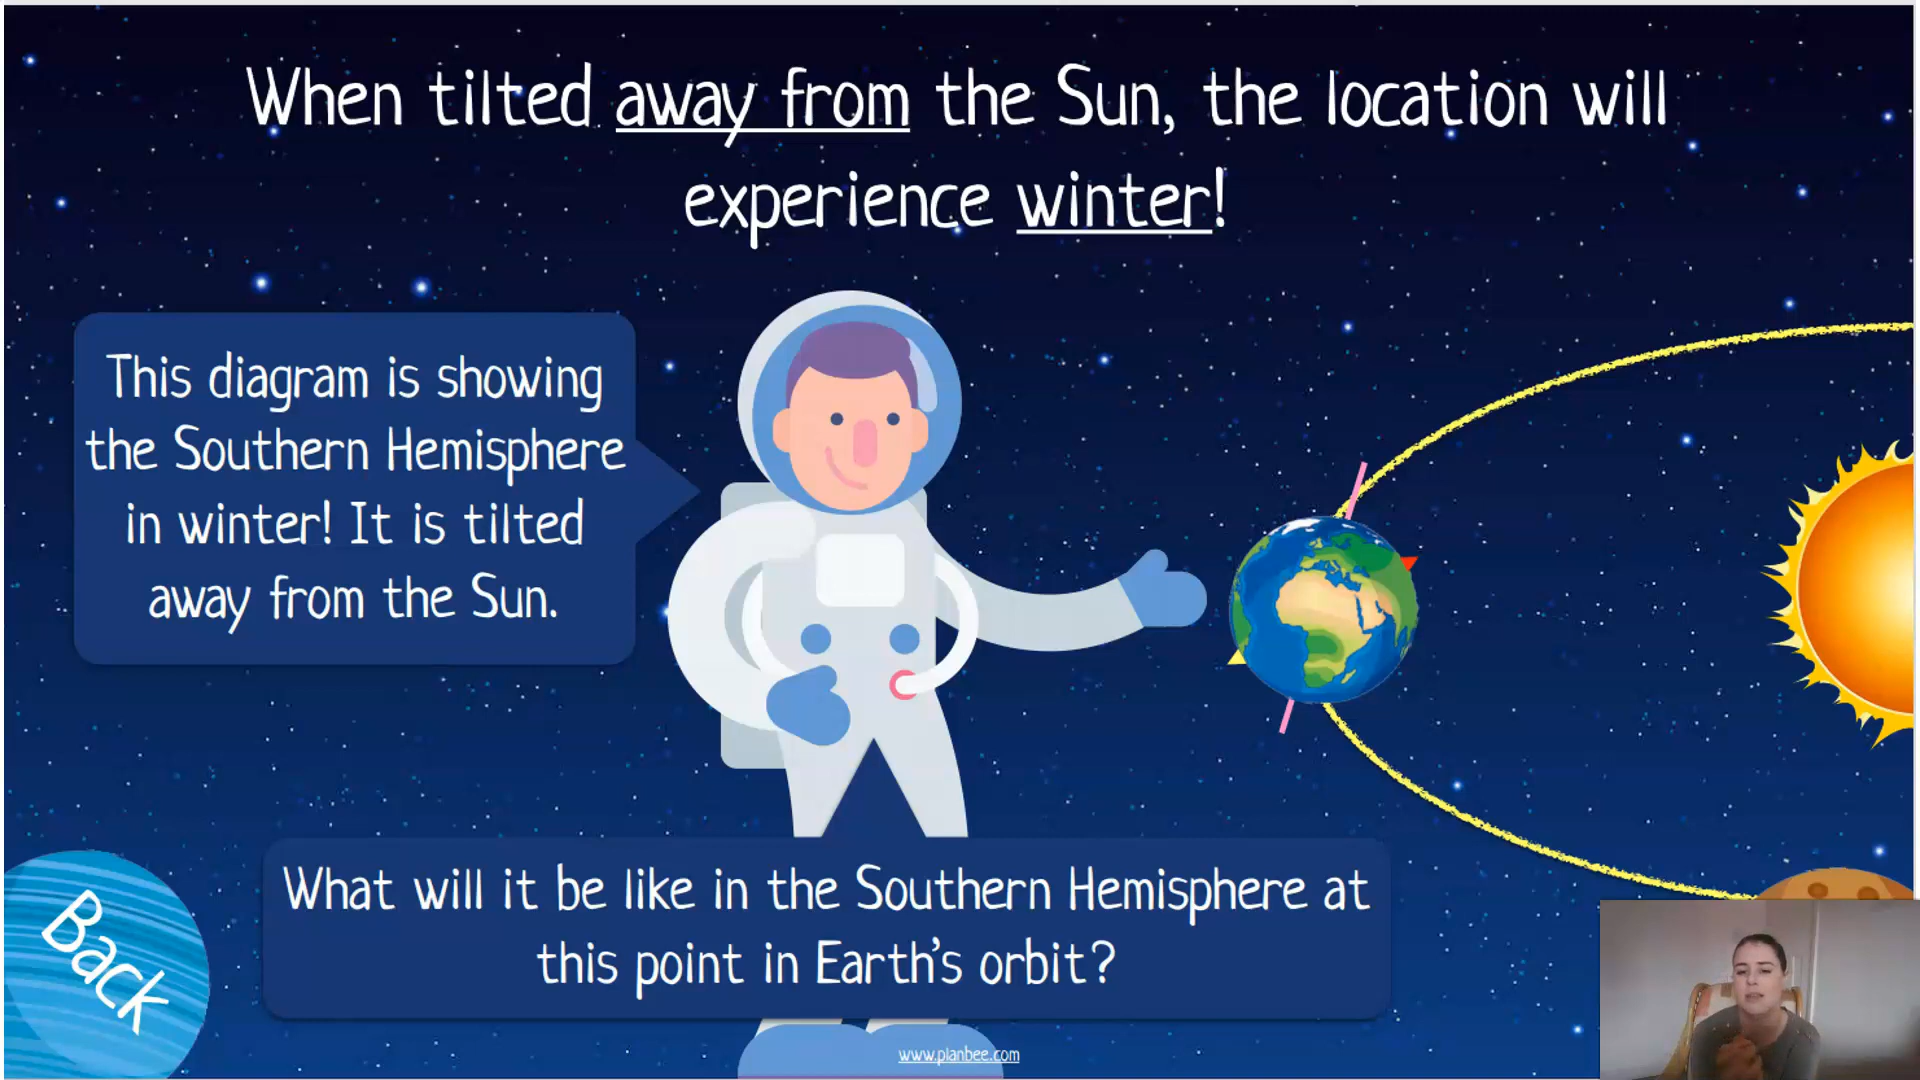 When tilted away from the Sun, the location will
experience winter!
This diagram is showing
the Southern Hemisphere
in winter! It is tilted
away from the Sun.
What will it be like in the Southern Hemisphere at
this point in Earth's orbit?
Back
www.planbee.com